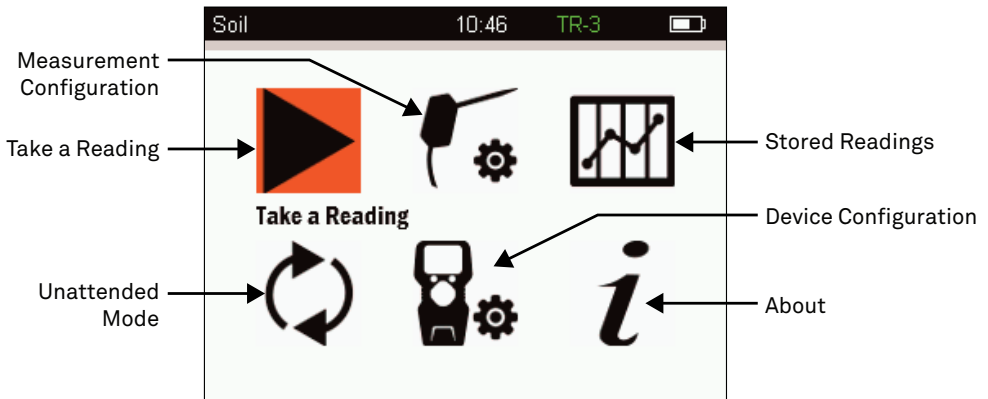 Soil 10:46 TR-3
Measurement
Configuration
Take a Reading
Stored Readings
Take a Reading
Device Configuration
Unattended
Mode
About